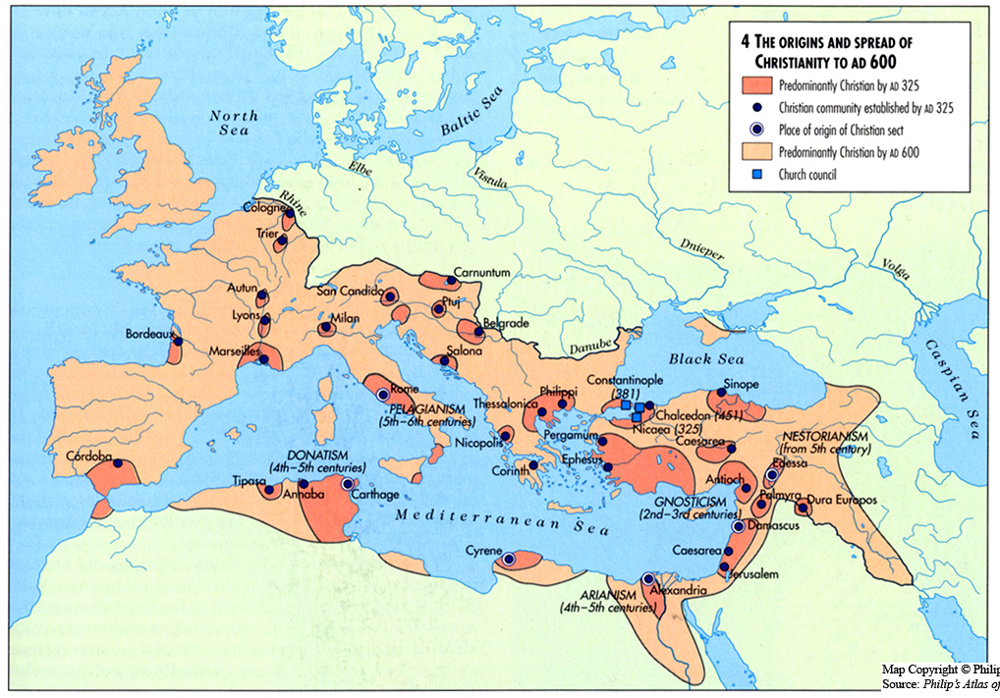 4 THE ORIGINS AND SPREAD OF
CHRISTIANITY TO AD 600
Predominantly Christian by AD 325
Christian community established by AD 325
Place of origin of Christian sect
Predominantly Christian by AD 600
Church council
North
Sea
Baltic Sea
Elbe
Vistula
Rhine
Cologne
Trier
Dnieper
Volga
Carnuntum
Autun
San Candido
Ptuj
Lyons
Milan
Belgrade
Bordeaux
Marseilles
Salona
Danube
Black Sea
Caspian Sea
Constantinople
(381)
Sinope
Rome
Philippi
Thessalonica
Chalcedon (451)
PELAGIANISM
(5th–6th centuries)
Nicaea (325)
Nicopolis
Pergamum
Caesarea
NESTORIANISM
(from 5th century)
Córdoba
DONATISM
(4th–5th centuries)
Corinth
Ephesus
Edessa
Tipasa
Annaba
Carthage
Antioch
GNOSTICISM
(2nd–3rd centuries)
Palmyra
Dura Europos
Mediterranean Sea
Damascus
Cyrene
Caesarea
Jerusalem
ARIANISM
(4th–5th centuries)
Alexandria
Map Copyright © Philip
Source: Philip's Atlas of